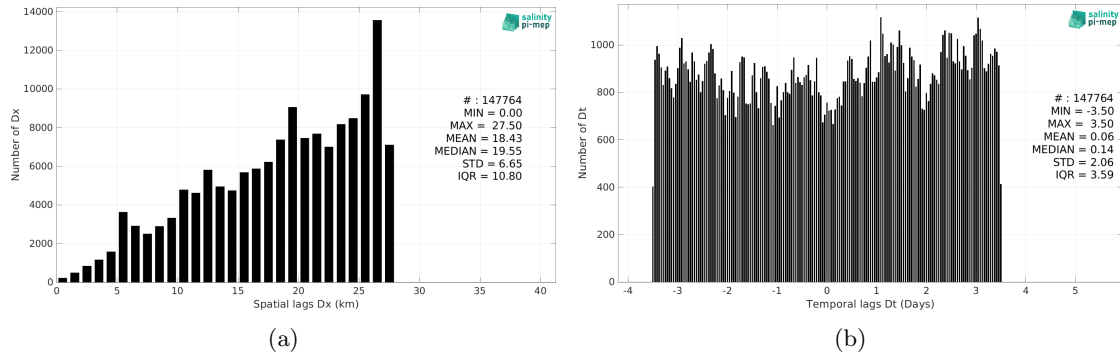 14000
12000
10000
8000
6000
4000
2000
0
Number of Dx
0 5 10 15 20 25 30 35 40
Spatial lags Dx (km)
salinity
pi-mep
# : 147764
MIN = 0.00
MAX = 27.50
MEAN = 18.43
MEDIAN = 19.55
STD = 6.65
IQR = 10.80
(a)
1000
800
600
400
200
0
Number of Dt
-4 -3 -2 -1 0 1 2 3 4 5
Temporal lags Dt (Days)
salinity
pi-mep
# : 147764
MIN = -3.50
MAX = 3.50
MEAN = 0.06
MEDIAN = 0.14
STD = 2.06
IQR = 3.59
(b)